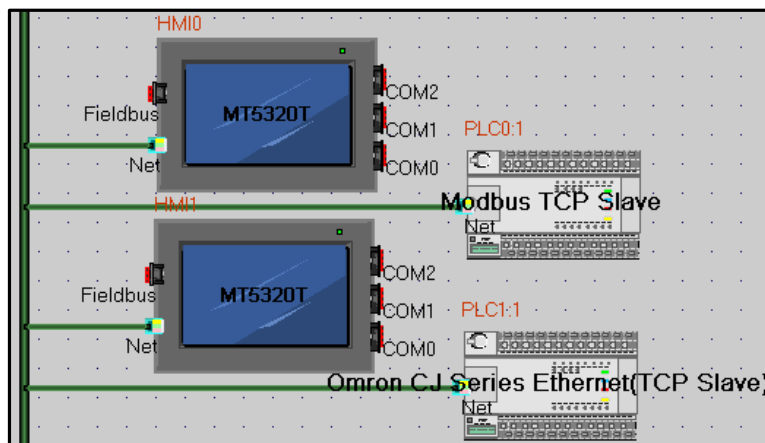 HMI0
MT5320T
Fieldbus
Net
COM2
COM1
COM0
PLC0:1
Modbus TCP Slave
Net
HMI1
MT5320T
Fieldbus
Net
COM2
COM1
COM0
PLC1:1
Omron CJ Series Ethernet(TCP Slave)
Net